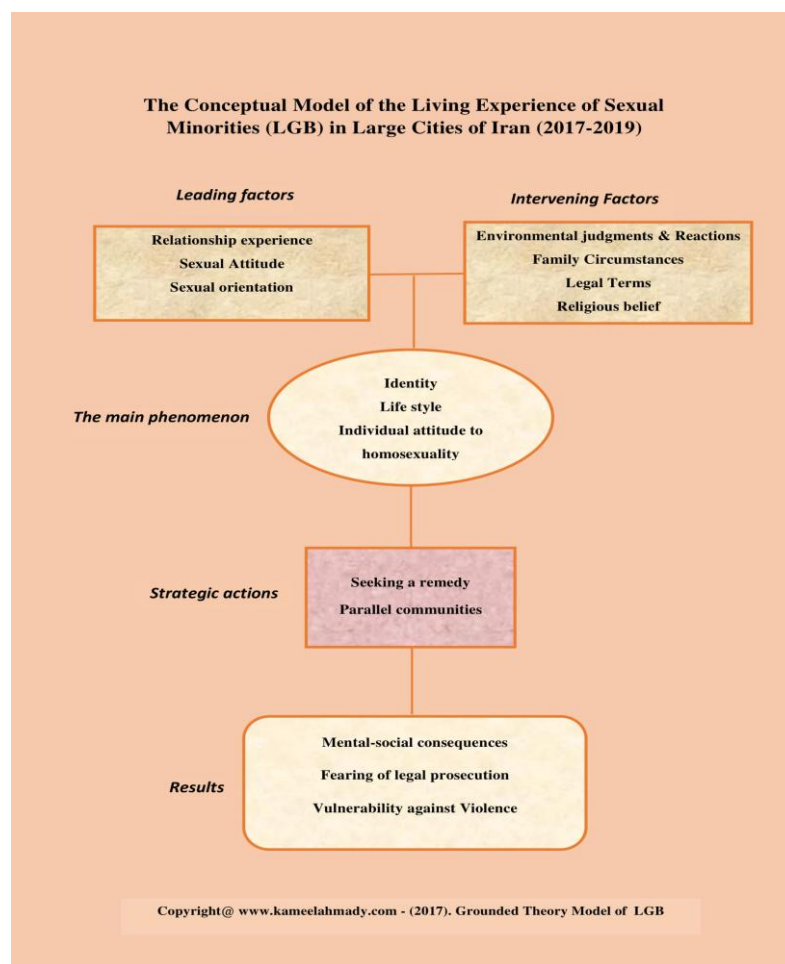 The Conceptual Model of the Living Experience of Sexual
Minorities (LGB) in Large Cities of Iran (2017-2019)
Leading factors
Intervening Factors
Relationship experience
Sexual Attitude
Sexual orientation
Environmental judgments & Reactions
Family Circumstances
Legal Terms
Religious belief
The main phenomenon
Identity
Life style
Individual attitude to
homosexuality
Strategic actions
Seeking a remedy
Parallel communities
Results
Mental-social consequences
Fearing of legal prosecution
Vulnerability against Violence
Copyright@ www.kameelahmady.com - (2017). Grounded Theory Model of LGB